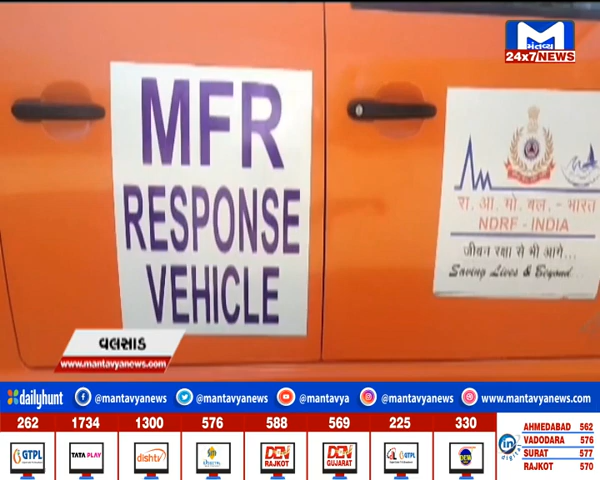 મંતવ્ય
24x7NEWS
MFR
RESPONSE
VEHICLE
रा. आ. मो. बल. - भारत
NDRF - INDIA
जीवन रक्षा से भी आगे...
Saving Lives & Beyond...
વલસાડ
www.mantavyanews.com
dailyhunt @mantavyanews @mantavyanews @mantavya @mantavyanews www.mantavyanews.com
262 1734 1300 576 588 569 225 330
GTPL TATA PLAY dishtv DEN RAJKOT DEN GUJARAT GTPL
in digital
AHMEDABAD 562
VADODARA 576
SURAT 577
RAJKOT 570